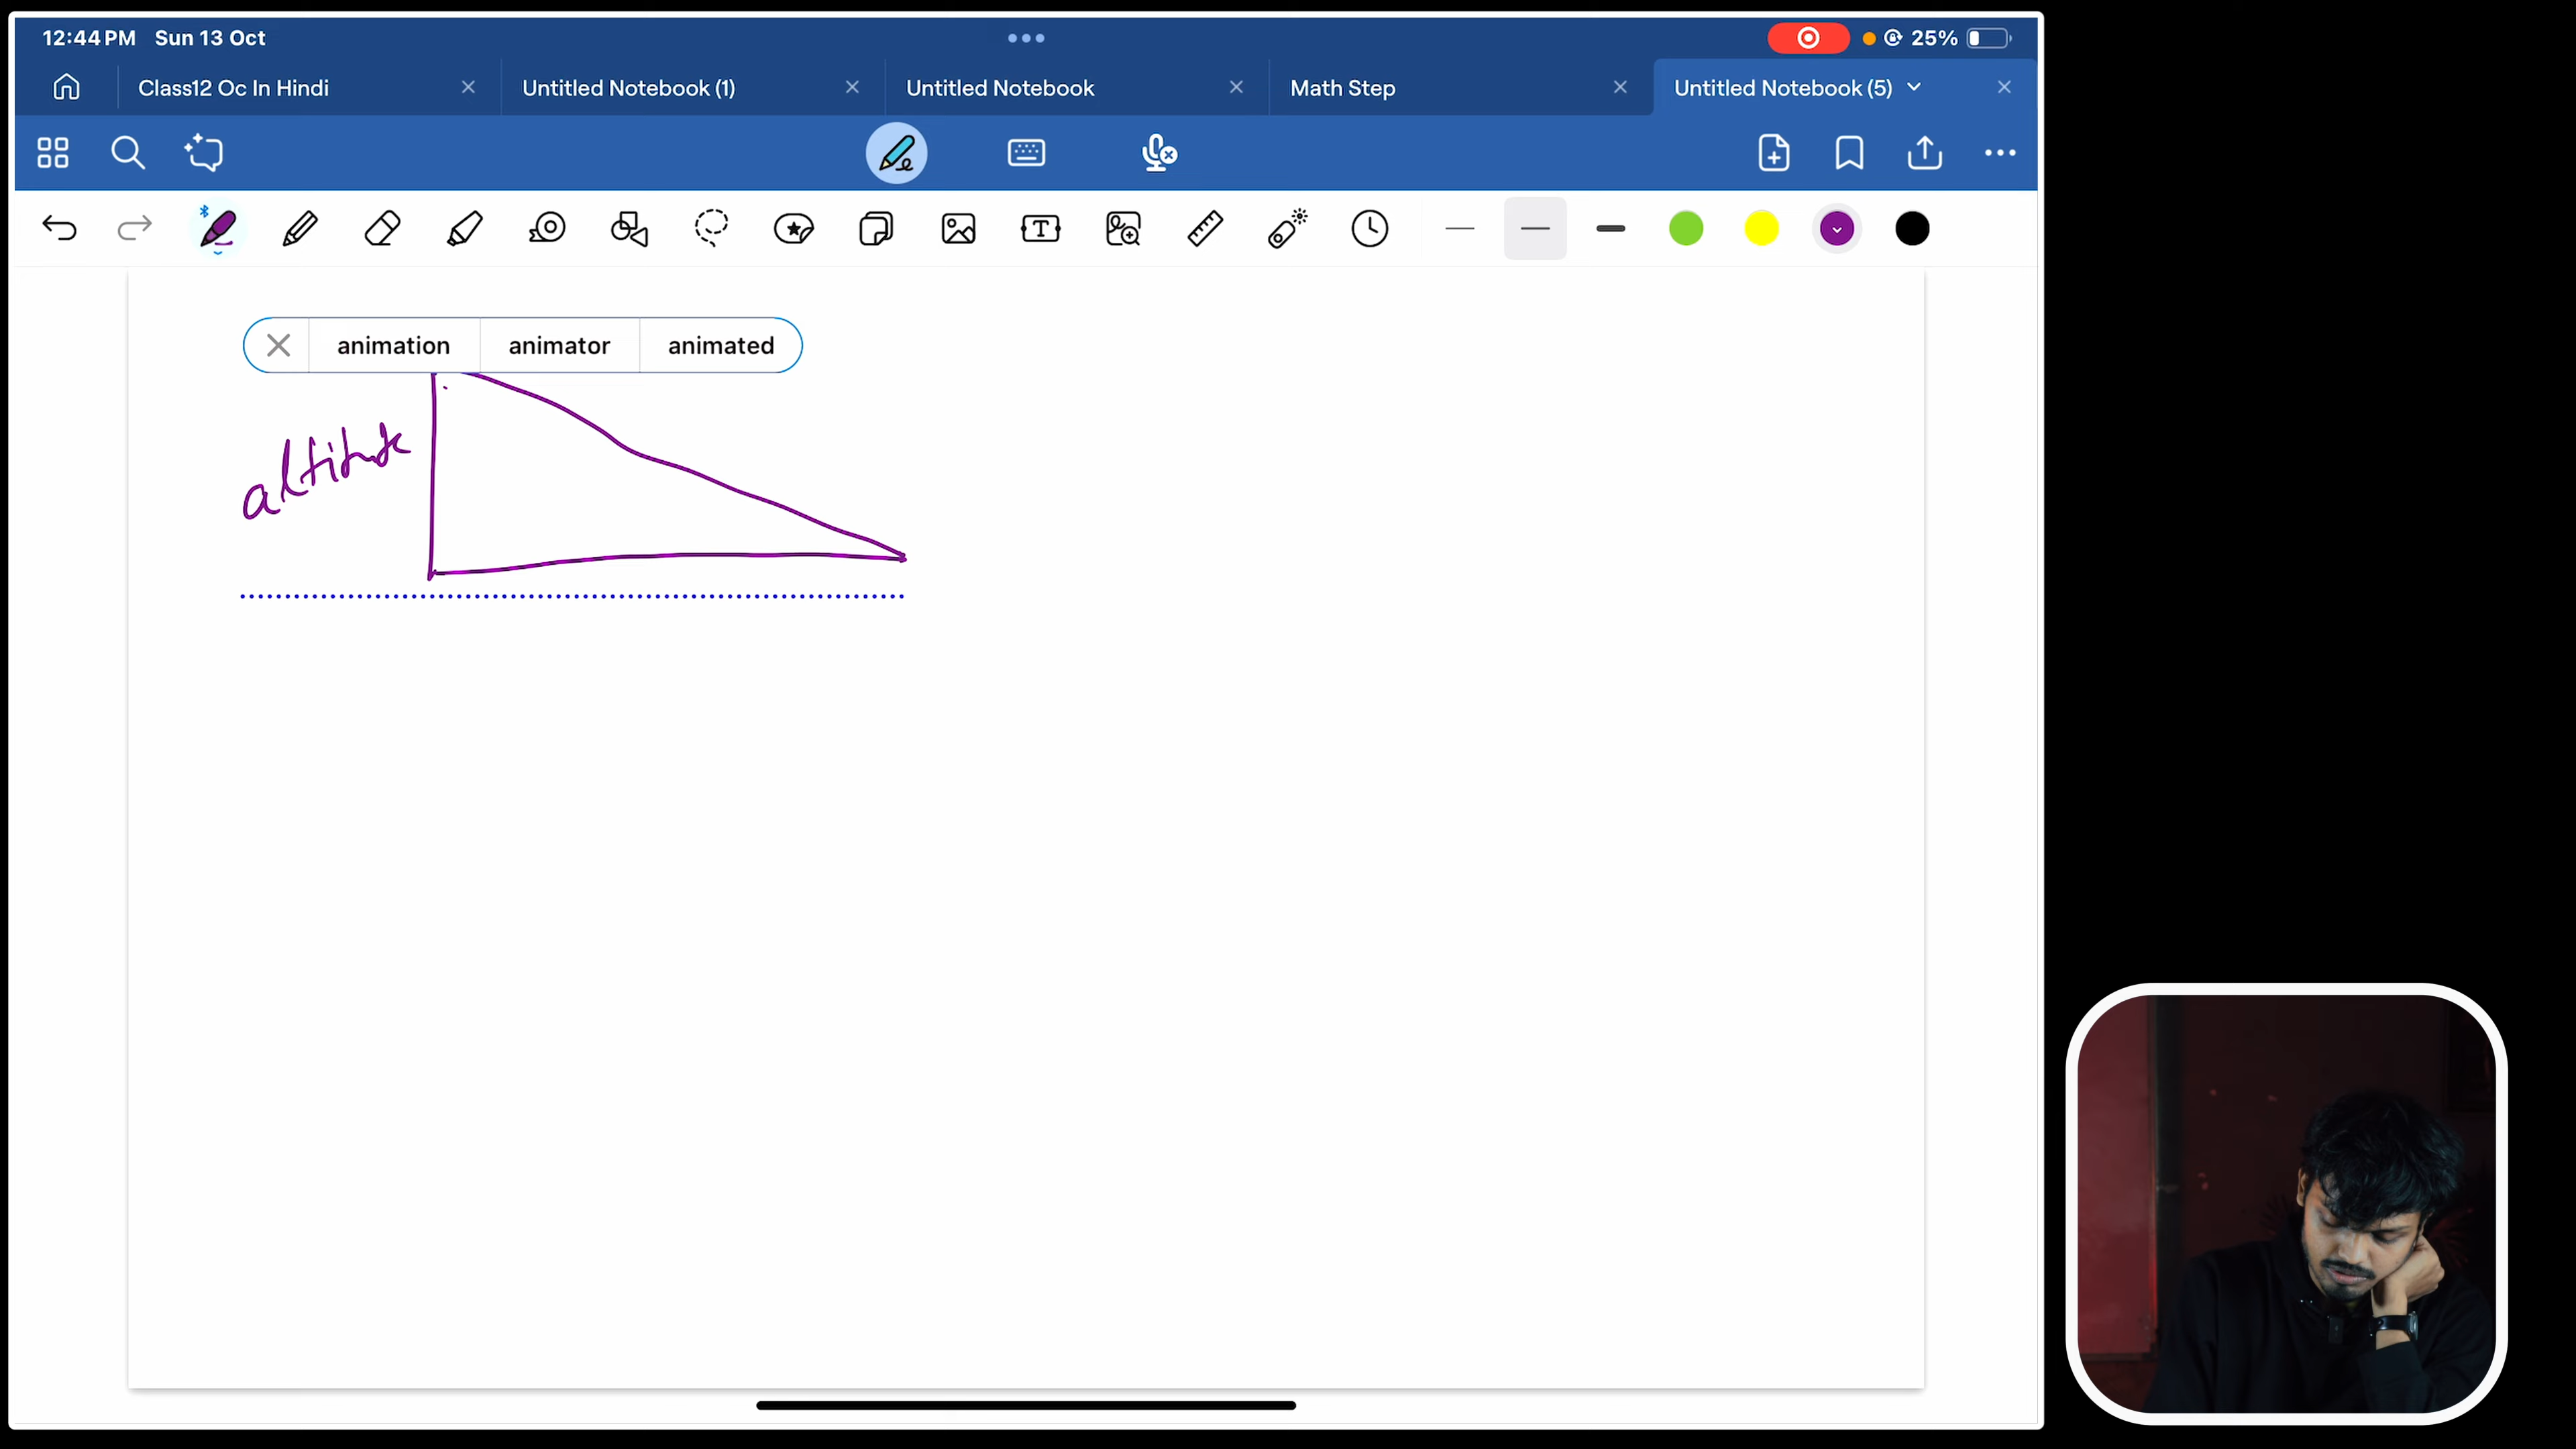 12:44 PM Sun 13 Oct 25%
Class12 Oc In Hindi Untitled Notebook (1) Untitled Notebook Math Step Untitled Notebook (5)
animation animator animated
altitude